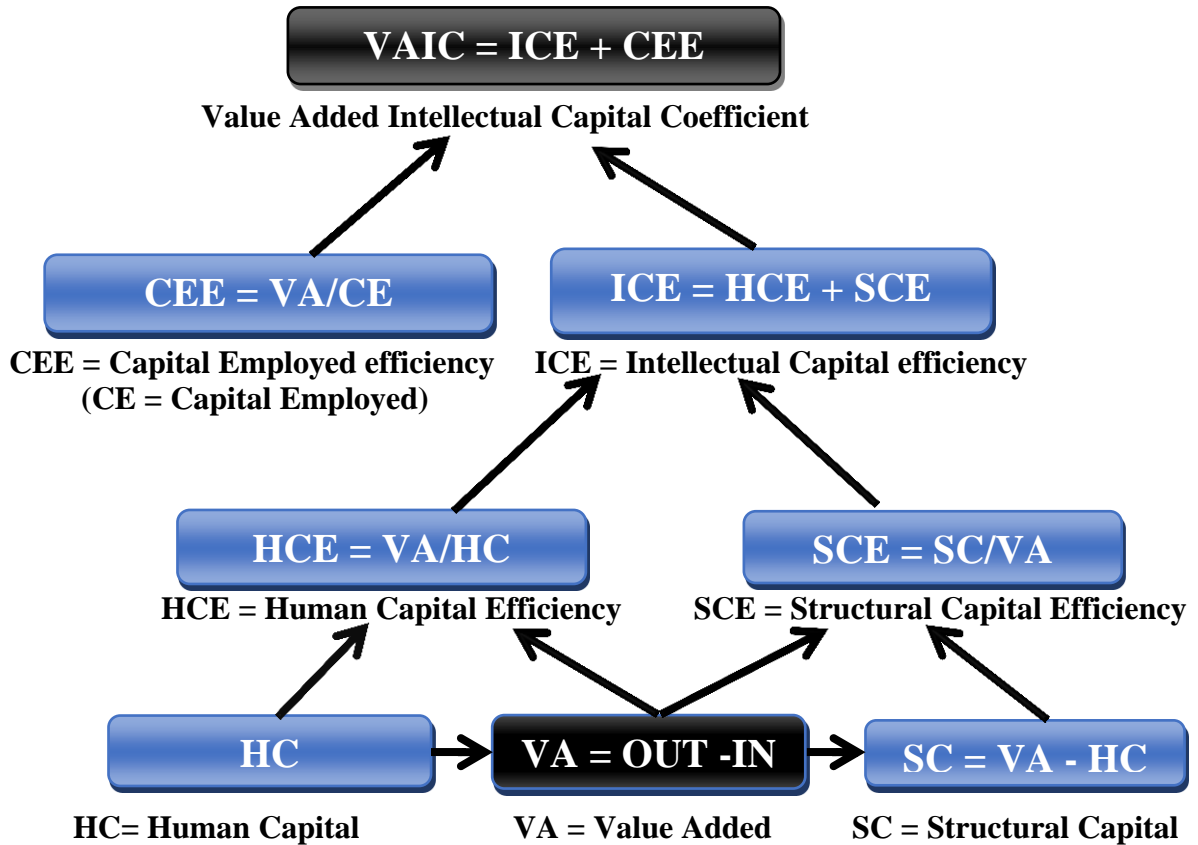 VAIC = ICE + CEE
Value Added Intellectual Capital Coefficient
CEE = VA/CE
ICE = HCE + SCE
CEE = Capital Employed efficiency
(CE = Capital Employed)
ICE = Intellectual Capital efficiency
HCE = VA/HC
SCE = SC/VA
HCE = Human Capital Efficiency
SCE = Structural Capital Efficiency
HC
VA = OUT -IN
SC = VA - HC
HC= Human Capital
VA = Value Added
SC = Structural Capital